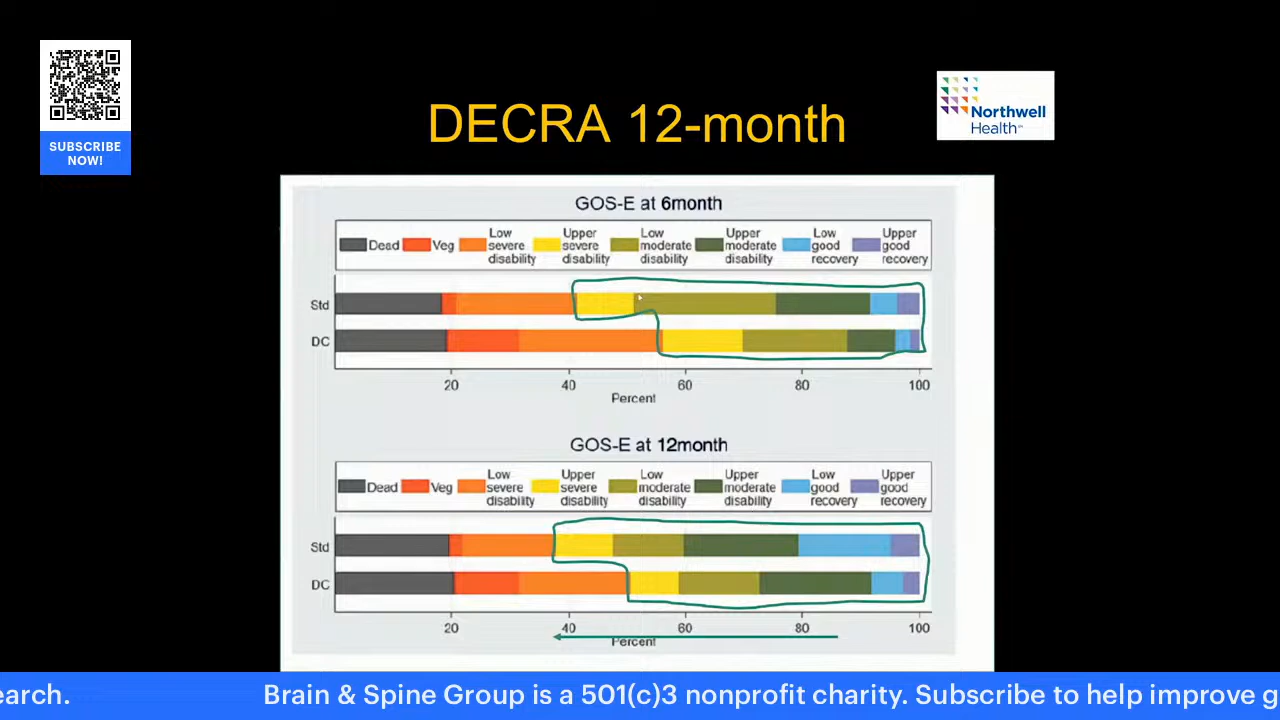 SUBSCRIBE
NOW!
DECRA 12-month
Northwell
Health℠
GOS-E at 6month
Dead Veg Low severe disability Upper severe disability Low moderate disability Upper moderate disability Low good recovery Upper good recovery
Std
DC
20 40 60 80 100
Percent
GOS-E at 12month
Dead Veg Low severe disability Upper severe disability Low moderate disability Upper moderate disability Low good recovery Upper good recovery
Std
DC
20 40 60 80 100
Percent
earch. Brain & Spine Group is a 501(c)3 nonprofit charity. Subscribe to help improve g